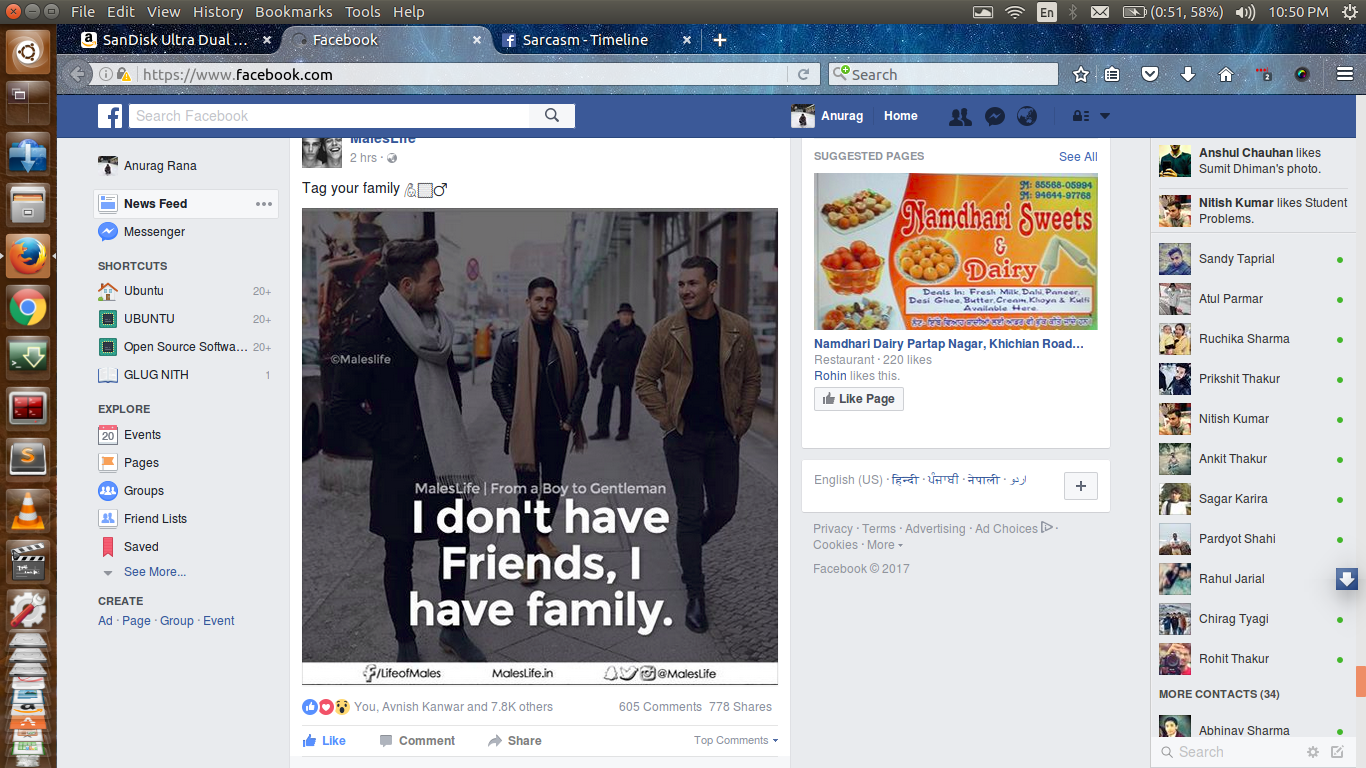 File Edit View History Bookmarks Tools Help
En
(0:51, 58%)
10:50 PM
SanDisk Ultra Dual ...
Facebook
Sarcasm - Timeline
https://www.facebook.com
Search
2
Search Facebook
Anurag
Home
Anurag Rana
News Feed
Messenger
SHORTCUTS
Ubuntu 20+
UBUNTU 20+
Open Source Softwa... 20+
GLUG NITH 1
EXPLORE
20 Events
Pages
Groups
Friend Lists
Saved
See More...
CREATE
Ad · Page · Group · Event
MalesLife
2 hrs ·
Tag your family
©Maleslife
MalesLife | From a Boy to Gentleman
I don't have
Friends, I
have family.
/LifeofMales
MalesLife.in
@MalesLife
You, Avnish Kanwar and 7.8K others
605 Comments 778 Shares
Like Comment Share
Top Comments
SUGGESTED PAGES
See All
M: 85568-05994
M: 94644-97768
Namdhari Sweets
&
Dairy
Deals In: Fresh Milk,Dahi,Paneer,
Desi Ghee,Butter,Cream,Khoya & Kulfi
Available Here.
Namdhari Dairy Partap Nagar, Khichian Road...
Restaurant · 220 likes
Rohin likes this.
Like Page
English (US) · हिन्दी · ਪੰਜਾਬੀ · नेपाली · اردو
Privacy · Terms · Advertising · Ad Choices ·
Cookies · More
Facebook © 2017
Anshul Chauhan likes
Sumit Dhiman's photo.
Nitish Kumar likes Student
Problems.
Sandy Taprial
Atul Parmar
Ruchika Sharma
Prikshit Thakur
Nitish Kumar
Ankit Thakur
Sagar Karira
Pardyot Shahi
Rahul Jarial
Chirag Tyagi
Rohit Thakur
MORE CONTACTS (34)
Abhinav Sharma
Search